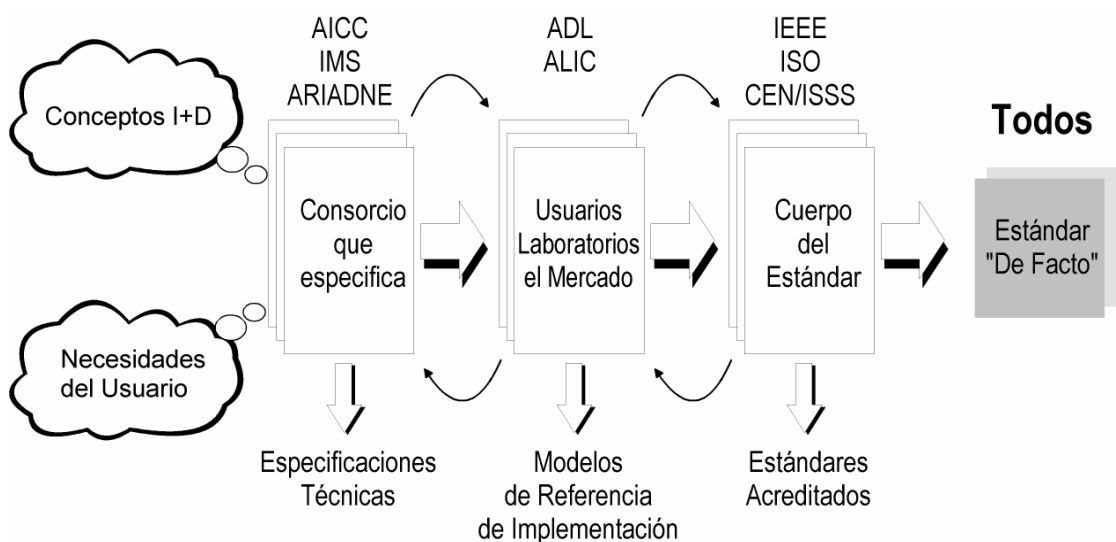 Conceptos I+D
Necesidades
del Usuario
AICC
IMS
ARIADNE
Consorcio
que
especifica
Especificaciones
Técnicas
ADL
ALIC
Usuarios
Laboratorios
el Mercado
Modelos
de Referencia
de Implementación
IEEE
ISO
CEN/ISSS
Cuerpo
del
Estándar
Estándares
Acreditados
Todos
Estándar
"De Facto"